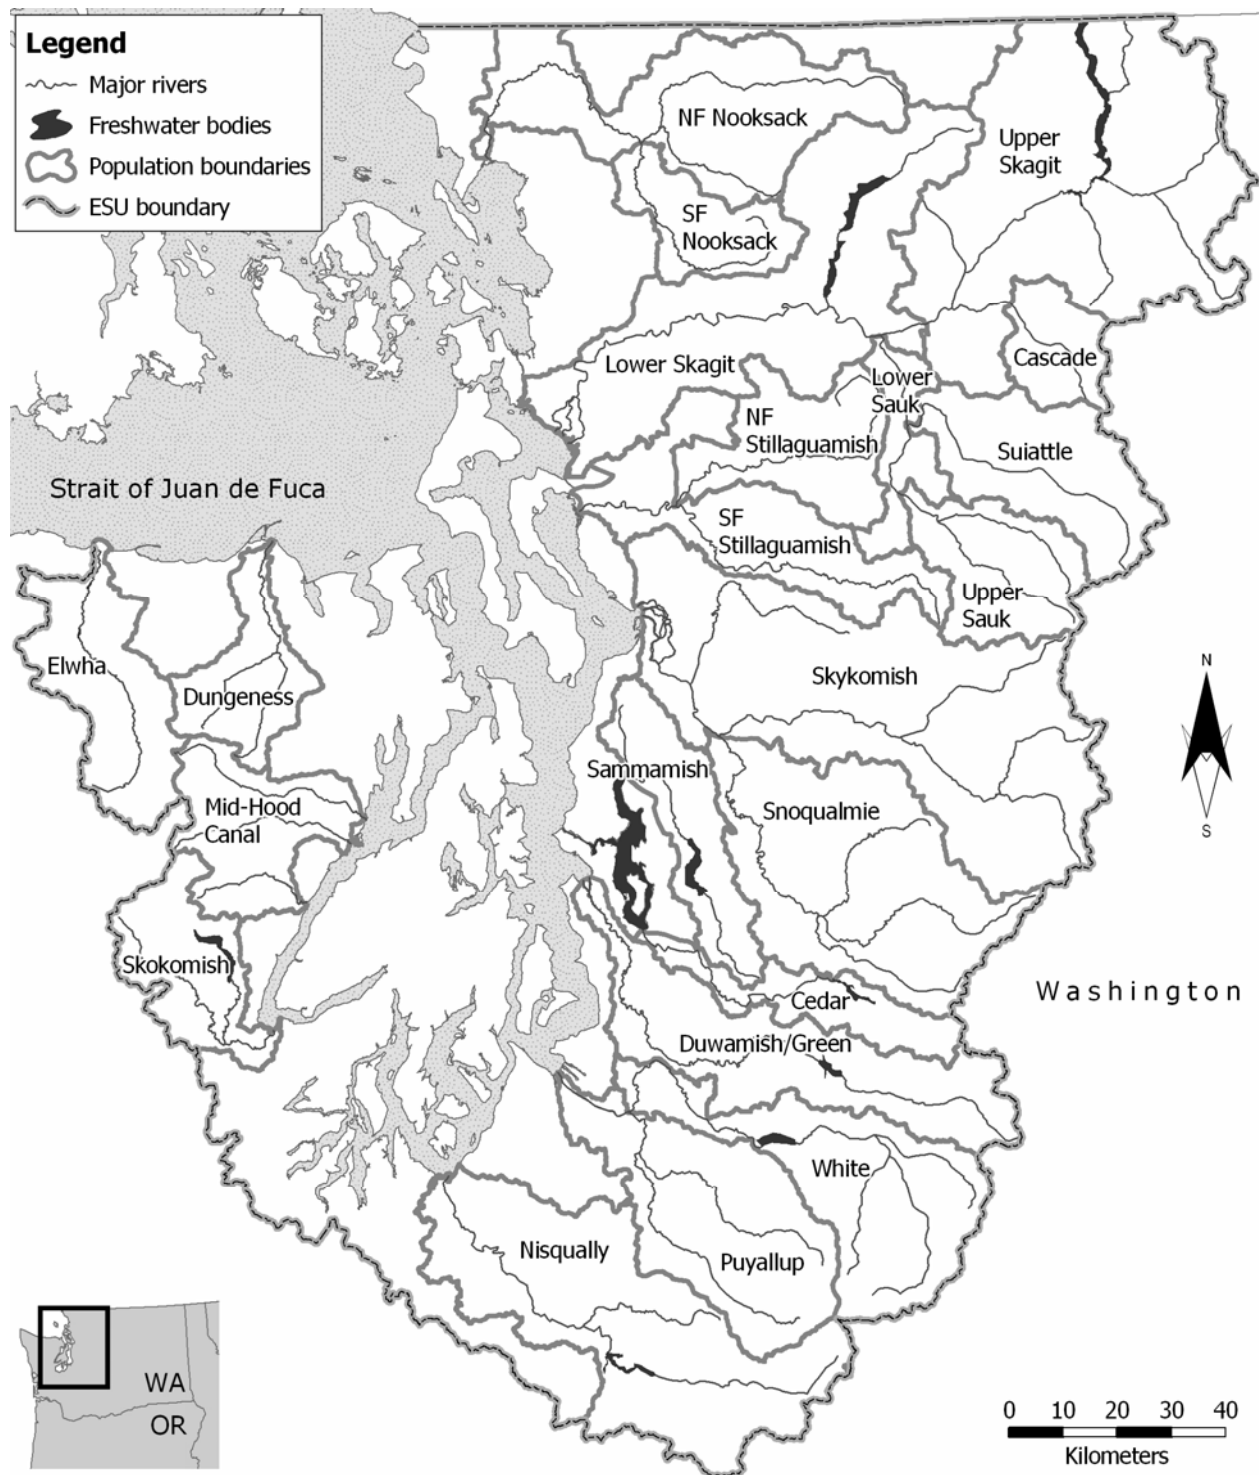 Legend
Major rivers
Freshwater bodies
Population boundaries
ESU boundary
NF Nooksack
Upper
Skagit
SF
Nooksack
Lower Skagit
Lower
Sauk
Cascade
NF
Stillaguamish
Suiattle
Strait of Juan de Fuca
SF
Stillaguamish
Upper
Sauk
Elwha
Dungeness
Skykomish
N
S
Sammamish
Mid-Hood
Canal
Snoqualmie
Skokomish
Cedar
Washington
Duwamish/Green
White
Nisqually
Puyallup
WA
OR
0 10 20 30 40
Kilometers